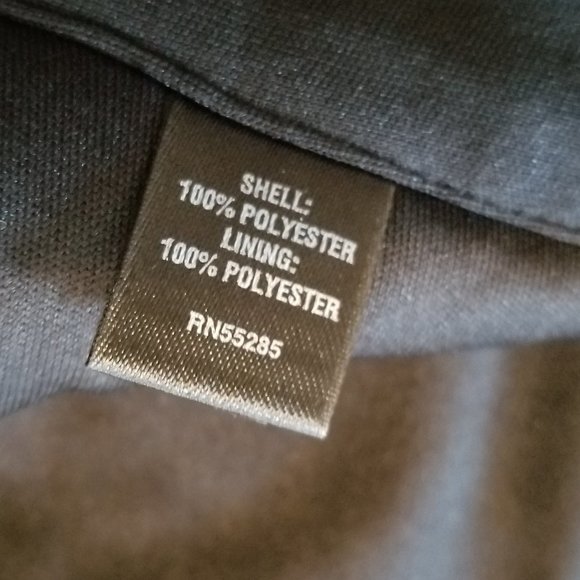 SHELL:
100% POLYESTER
LINING:
100% POLYESTER
RN55285